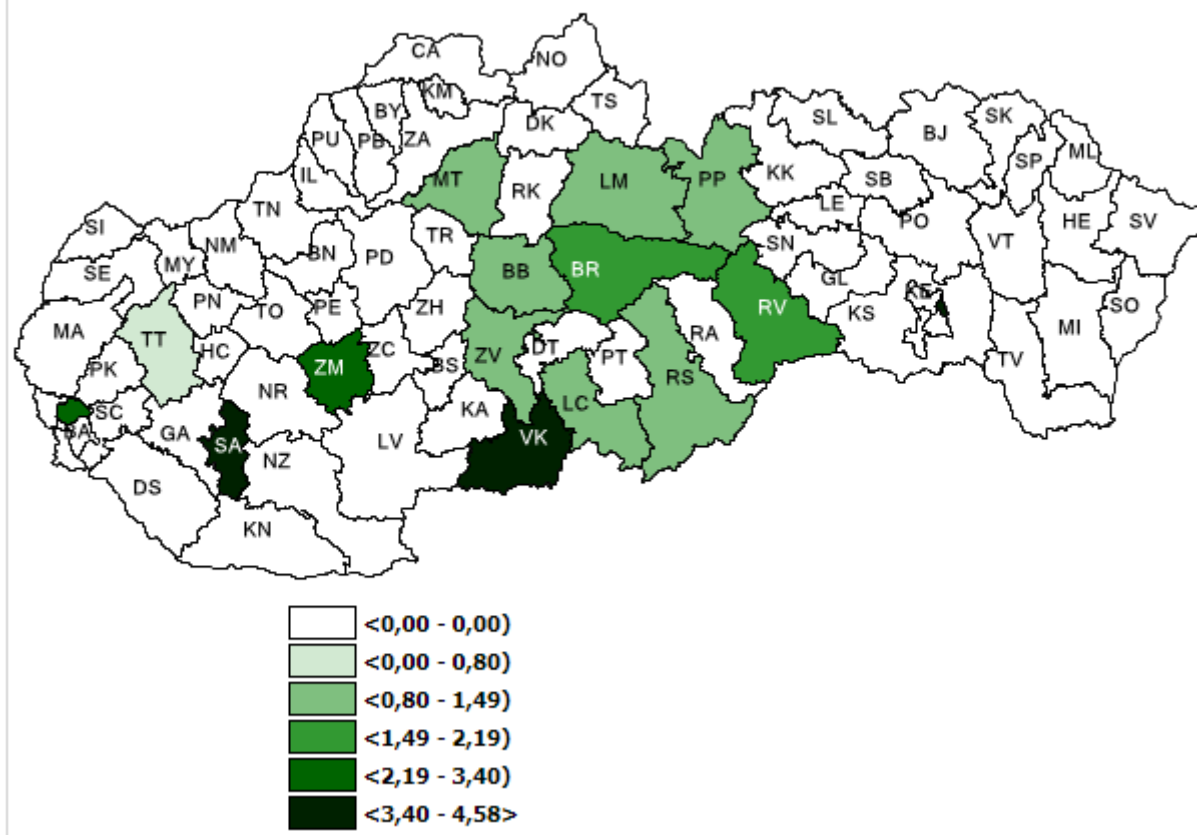 CA
NO
KM
TS
BY
DK
SL
SK
BJ
PU
PB
ZA
SP
ML
IL
MT
RK
LM
PP
KK
SB
TN
LE
PO
HE
SV
SI
NM
TR
SN
VT
MY
BN
PD
BB
BR
SE
GL
PN
TO
PE
ZH
RV
KE
KS
SO
MA
TT
HC
ZM
ZC
ZV
DT
PT
RA
MI
PK
BS
RS
TV
NR
SC
KA
LC
BA
GA
SA
LV
VK
NZ
DS
KN
<0,00 - 0,00)
<0,00 - 0,80)
<0,80 - 1,49)
<1,49 - 2,19)
<2,19 - 3,40)
<3,40 - 4,58>